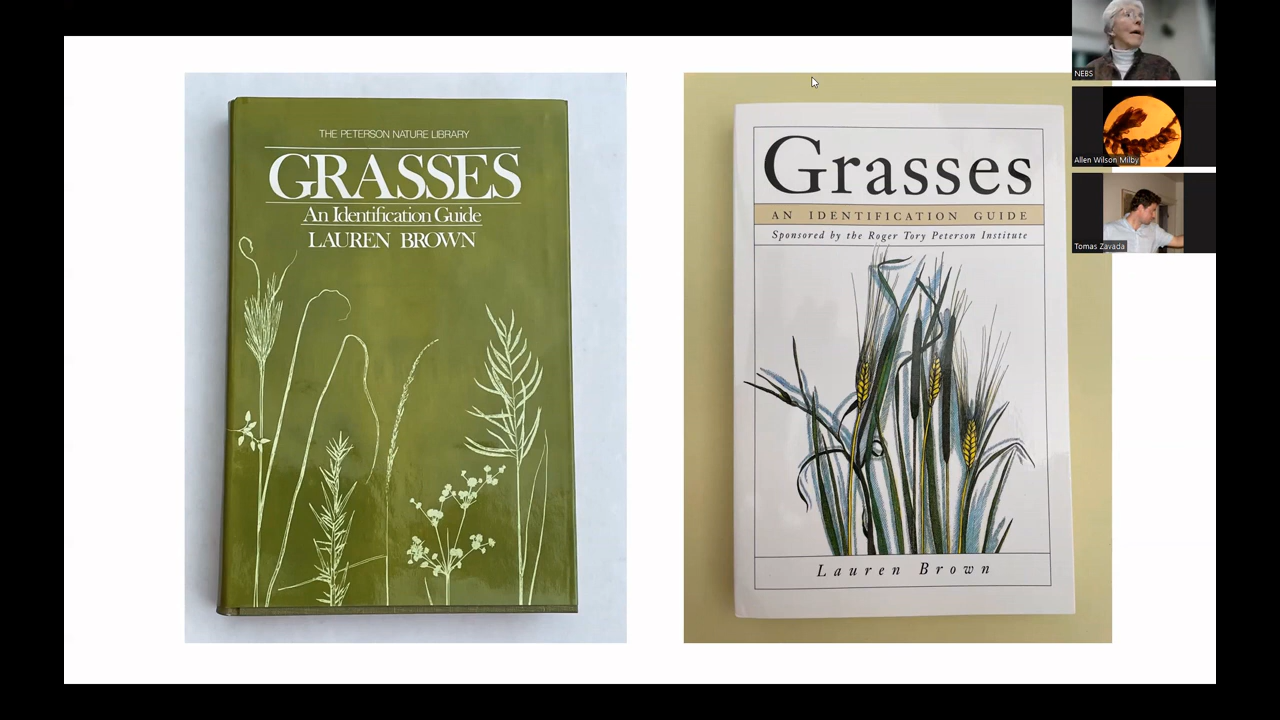 THE PETERSON NATURE LIBRARY
GRASSES
An Identification Guide
LAUREN BROWN
Grasses
AN IDENTIFICATION GUIDE
Sponsored by the Roger Tory Peterson Institute
Lauren Brown
NEBS
Allen Wilson Milby
Tomas Zavada